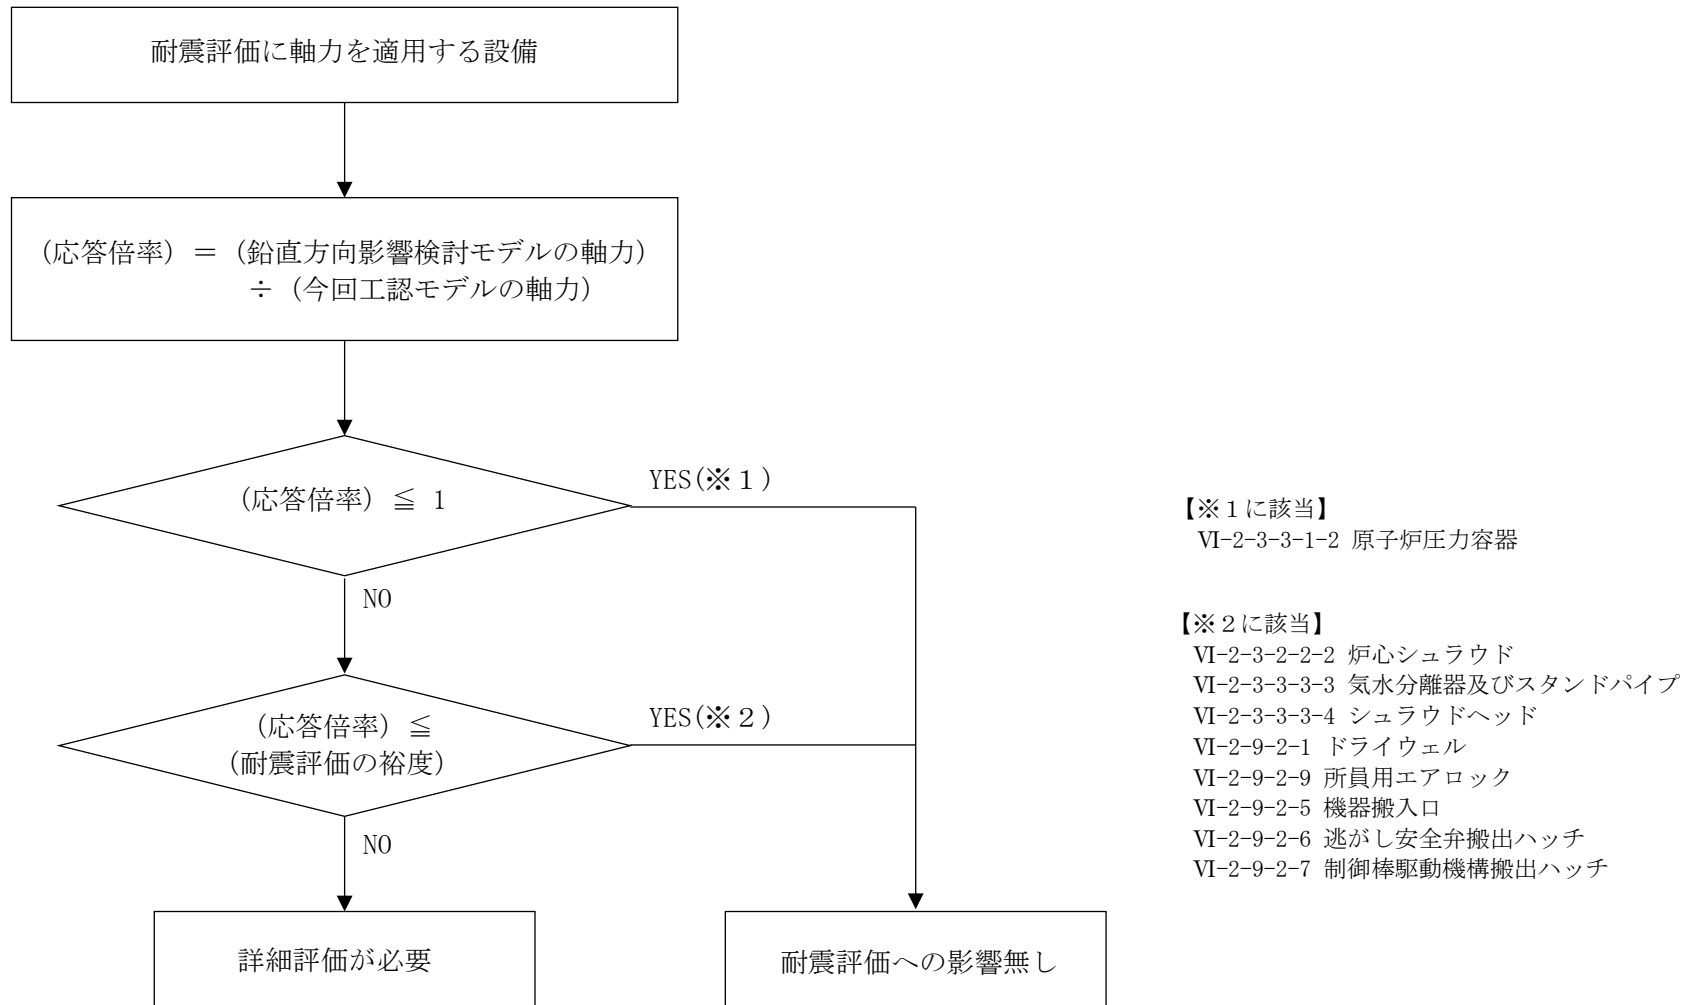 耐震評価に軸力を適用する設備
(応答倍率) = (鉛直方向影響検討モデルの軸力)
÷ (今回工認モデルの軸力)
(応答倍率) ≦ 1
YES(※1)
NO
(応答倍率) ≦
(耐震評価の裕度)
YES(※2)
NO
詳細評価が必要
耐震評価への影響無し
【※1に該当】
Ⅵ-2-3-3-1-2 原子炉圧力容器
【※2に該当】
Ⅵ-2-3-2-2-2 炉心シュラウド
Ⅵ-2-3-3-3-3 気水分離器及びスタンドパイプ
Ⅵ-2-3-3-3-4 シュラウドヘッド
Ⅵ-2-9-2-1 ドライウェル
Ⅵ-2-9-2-9 所員用エアロック
Ⅵ-2-9-2-5 機器搬入口
Ⅵ-2-9-2-6 逃がし安全弁搬出ハッチ
Ⅵ-2-9-2-7 制御棒駆動機構搬出ハッチ